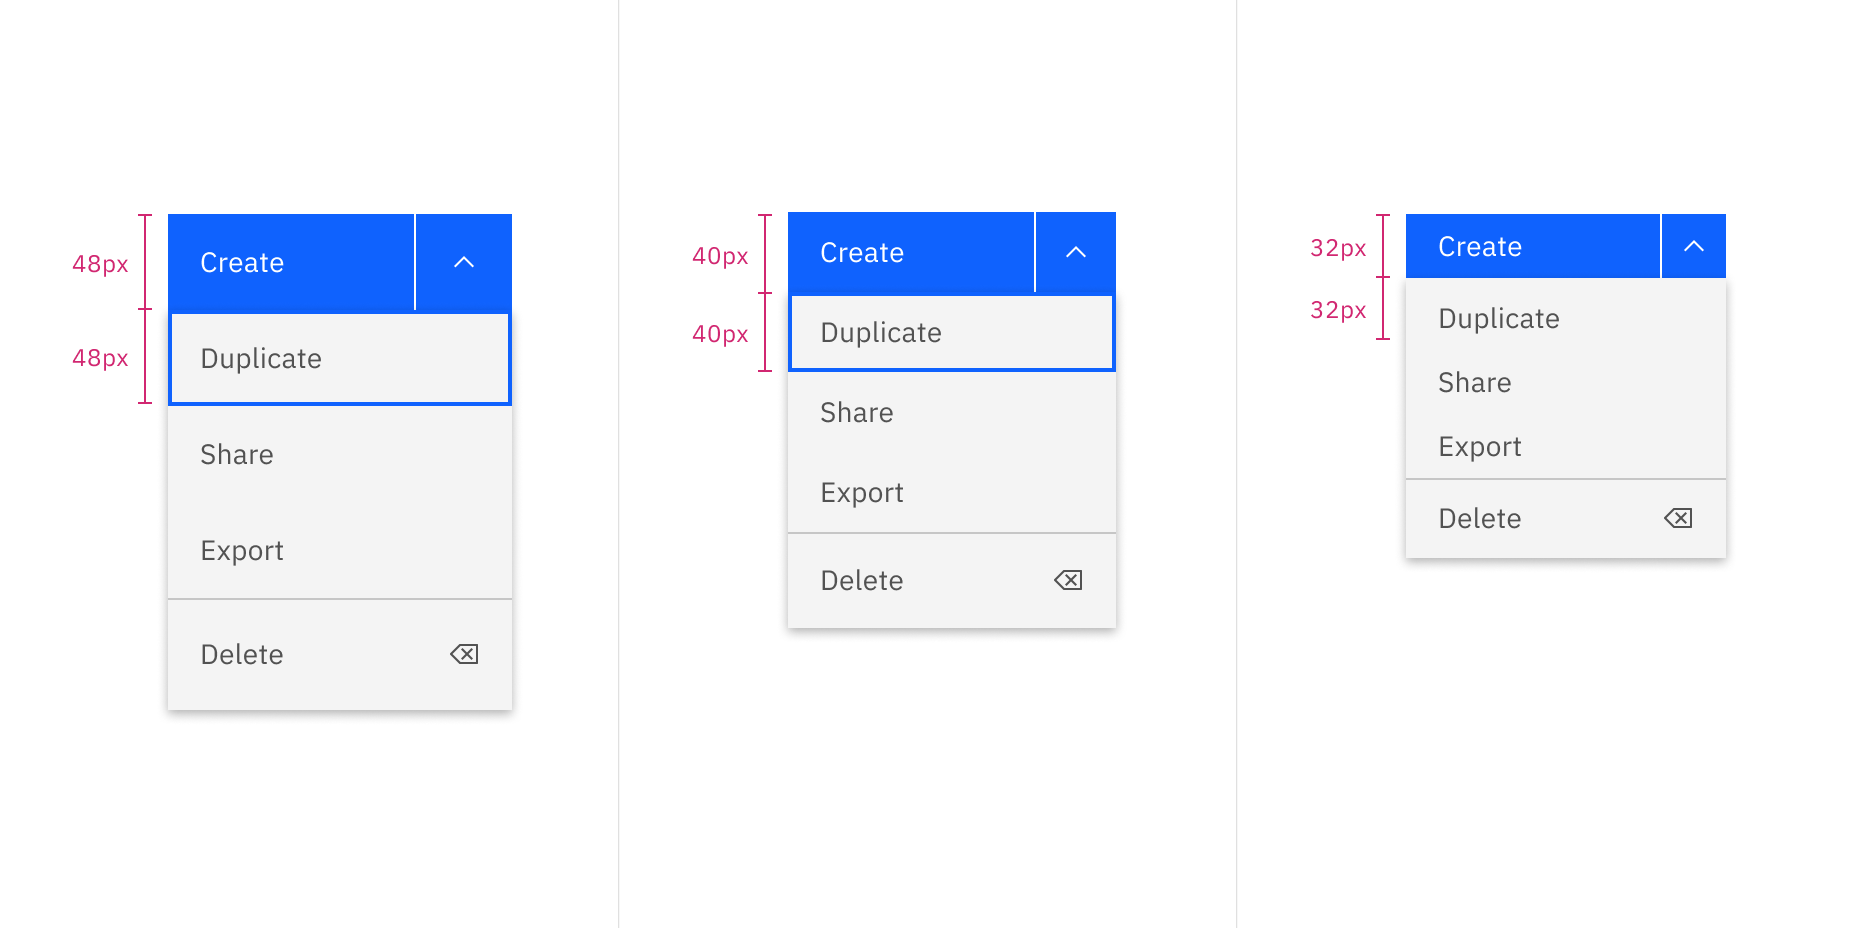 48px
48px
Create
Duplicate
Share
Export
Delete
40px
40px
Create
Duplicate
Share
Export
Delete
32px
32px
Create
Duplicate
Share
Export
Delete